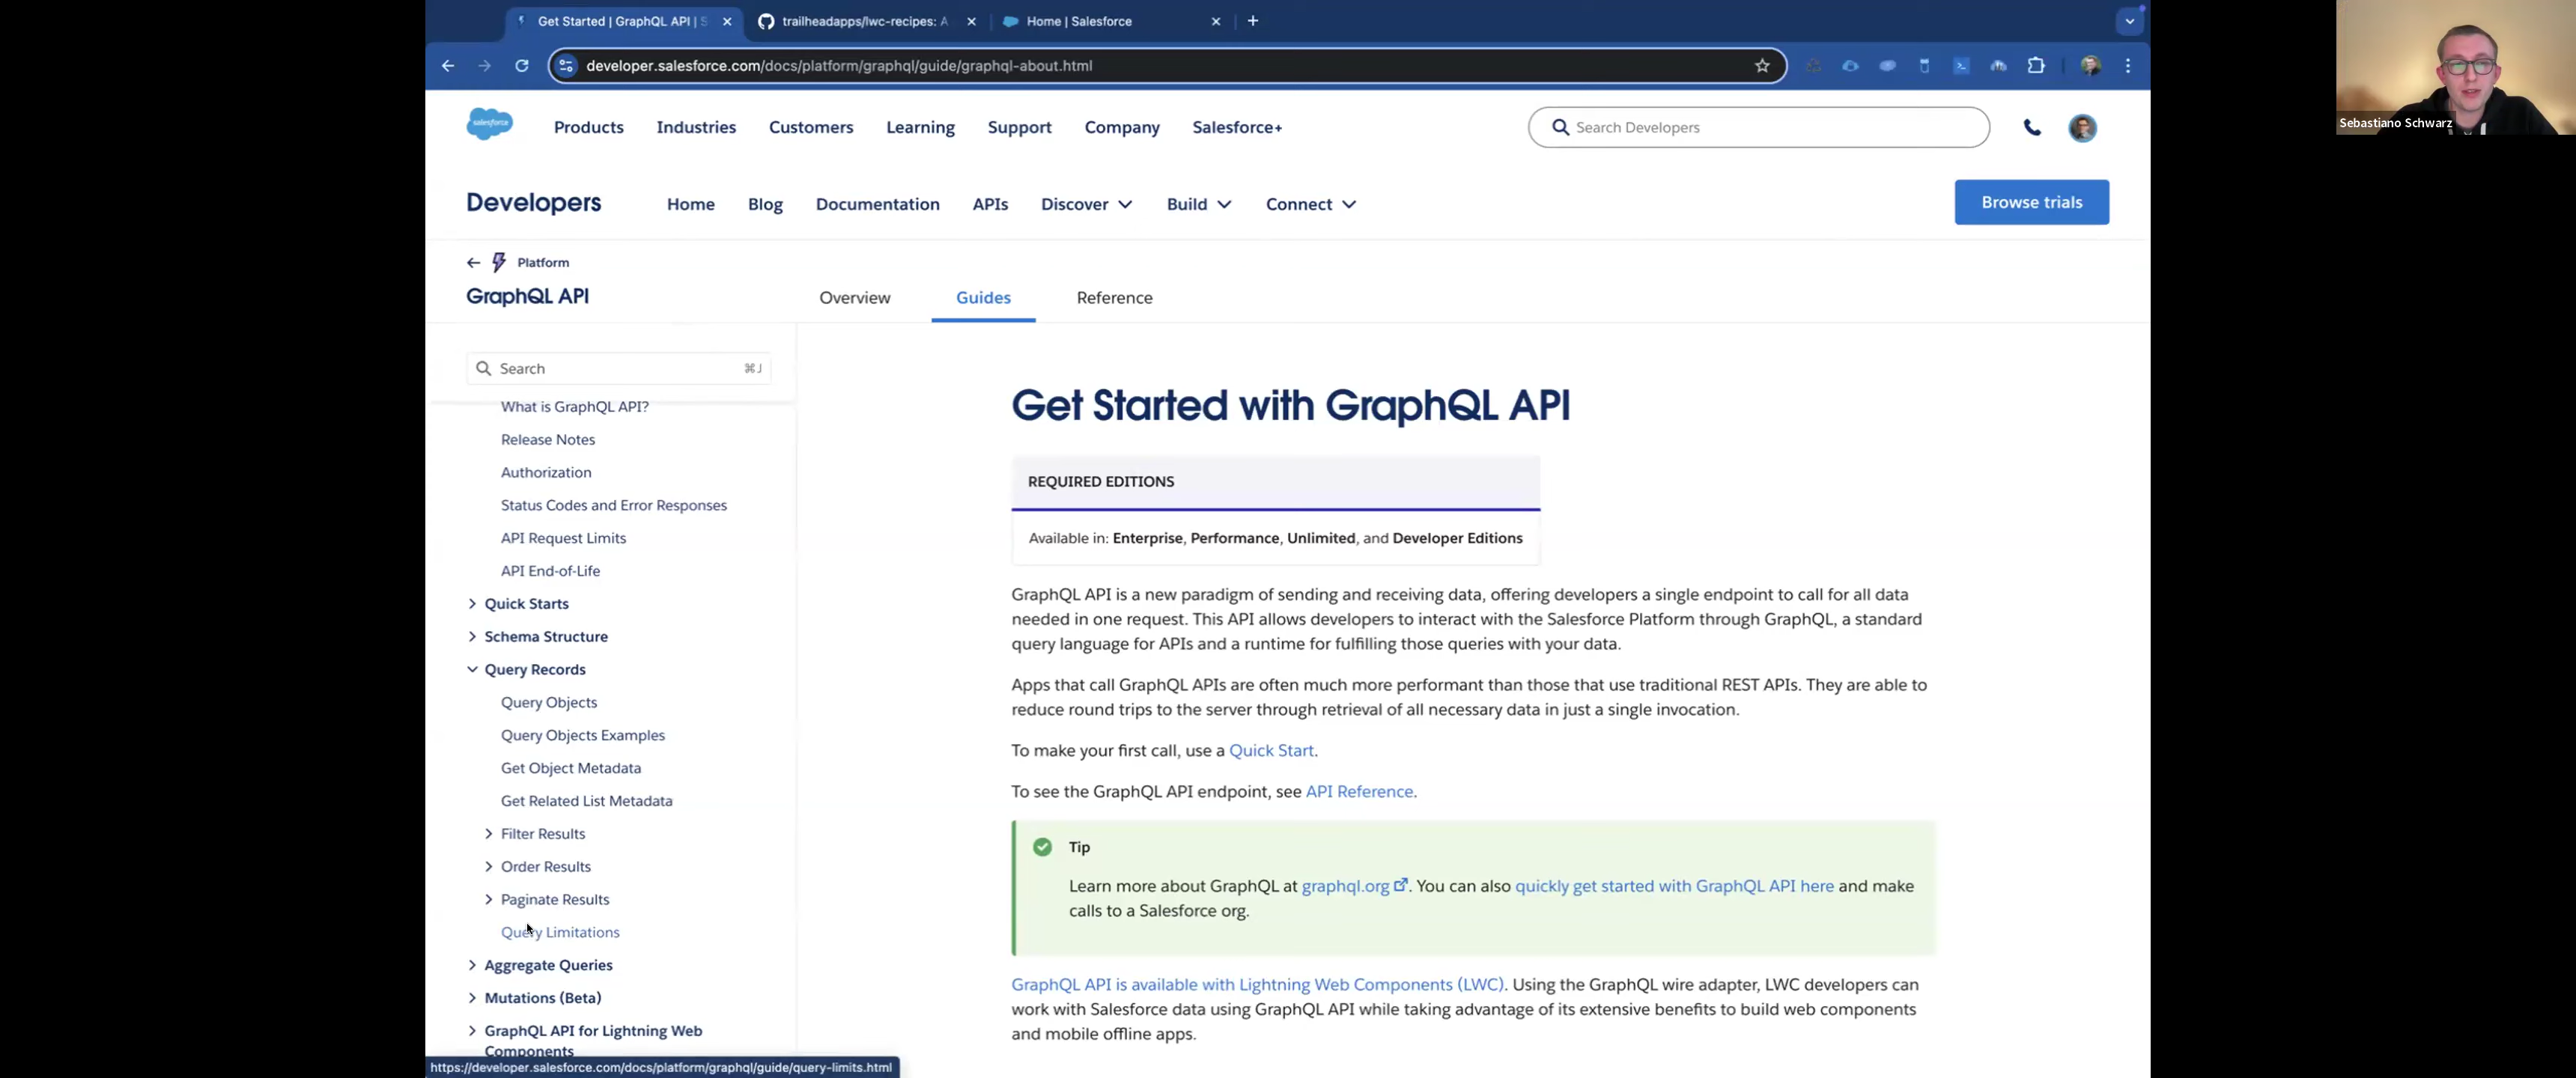 Get Started | GraphQL API | S
trailheadapps/lwc-recipes: A
Home | Salesforce
developer.salesforce.com/docs/platform/graphql/guide/graphql-about.html
Sebastiano Schwarz
salesforce
Products
Industries
Customers
Learning
Support
Company
Salesforce+
Search Developers
Developers
Home
Blog
Documentation
APIs
Discover
Build
Connect
Browse trials
Platform
GraphQL API
Overview
Guides
Reference
Search
⌘J
What is GraphQL API?
Release Notes
Authorization
Status Codes and Error Responses
API Request Limits
API End-of-Life
Quick Starts
Schema Structure
Query Records
Query Objects
Query Objects Examples
Get Object Metadata
Get Related List Metadata
Filter Results
Order Results
Paginate Results
Query Limitations
Aggregate Queries
Mutations (Beta)
GraphQL API for Lightning Web
Components
https://developer.salesforce.com/docs/platform/graphql/guide/query-limits.html
Get Started with GraphQL API
REQUIRED EDITIONS
Available in: Enterprise, Performance, Unlimited, and Developer Editions
GraphQL API is a new paradigm of sending and receiving data, offering developers a single endpoint to call for all data
needed in one request. This API allows developers to interact with the Salesforce Platform through GraphQL, a standard
query language for APIs and a runtime for fulfilling those queries with your data.
Apps that call GraphQL APIs are often much more performant than those that use traditional REST APIs. They are able to
reduce round trips to the server through retrieval of all necessary data in just a single invocation.
To make your first call, use a Quick Start.
To see the GraphQL API endpoint, see API Reference.
Tip
Learn more about GraphQL at graphql.org. You can also quickly get started with GraphQL API here and make
calls to a Salesforce org.
GraphQL API is available with Lightning Web Components (LWC). Using the GraphQL wire adapter, LWC developers can
work with Salesforce data using GraphQL API while taking advantage of its extensive benefits to build web components
and mobile offline apps.